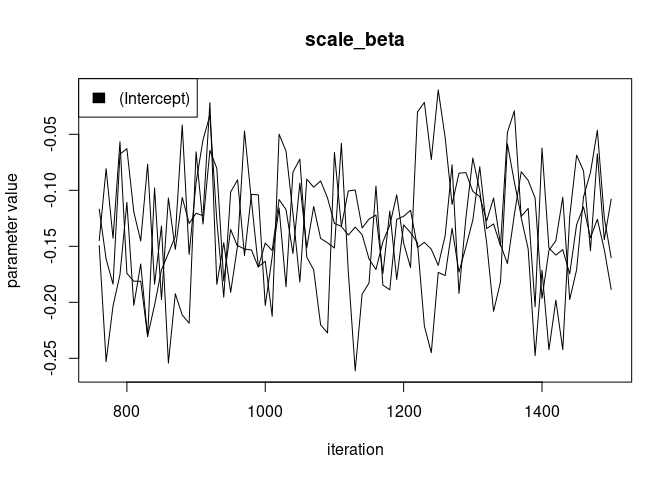 scale_beta
(Intercept)
parameter value
-0.05
-0.10
-0.15
-0.20
-0.25
800 1000 1200 1400
iteration